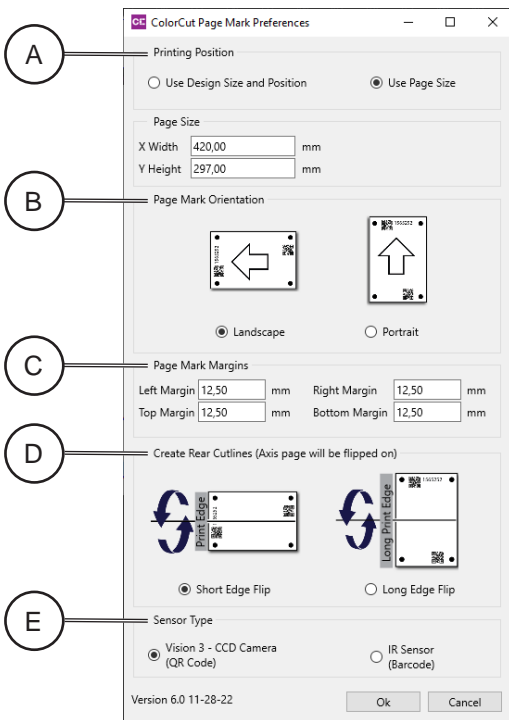 CC ColorCut Page Mark Preferences
A
Printing Position
Use Design Size and Position
Use Page Size
Page Size
X Width 420,00 mm
Y Height 297,00 mm
B
Page Mark Orientation
1565252
1565252
Landscape
Portrait
C
Page Mark Margins
Left Margin 12,50 mm Right Margin 12,50 mm
Top Margin 12,50 mm Bottom Margin 12,50 mm
D
Create Rear Cutlines (Axis page will be flipped on)
Print Edge
Long Print Edge
1565252
Short Edge Flip
Long Edge Flip
E
Sensor Type
Vision 3 - CCD Camera
(QR Code)
IR Sensor
(Barcode)
Version 6.0 11-28-22
Ok
Cancel